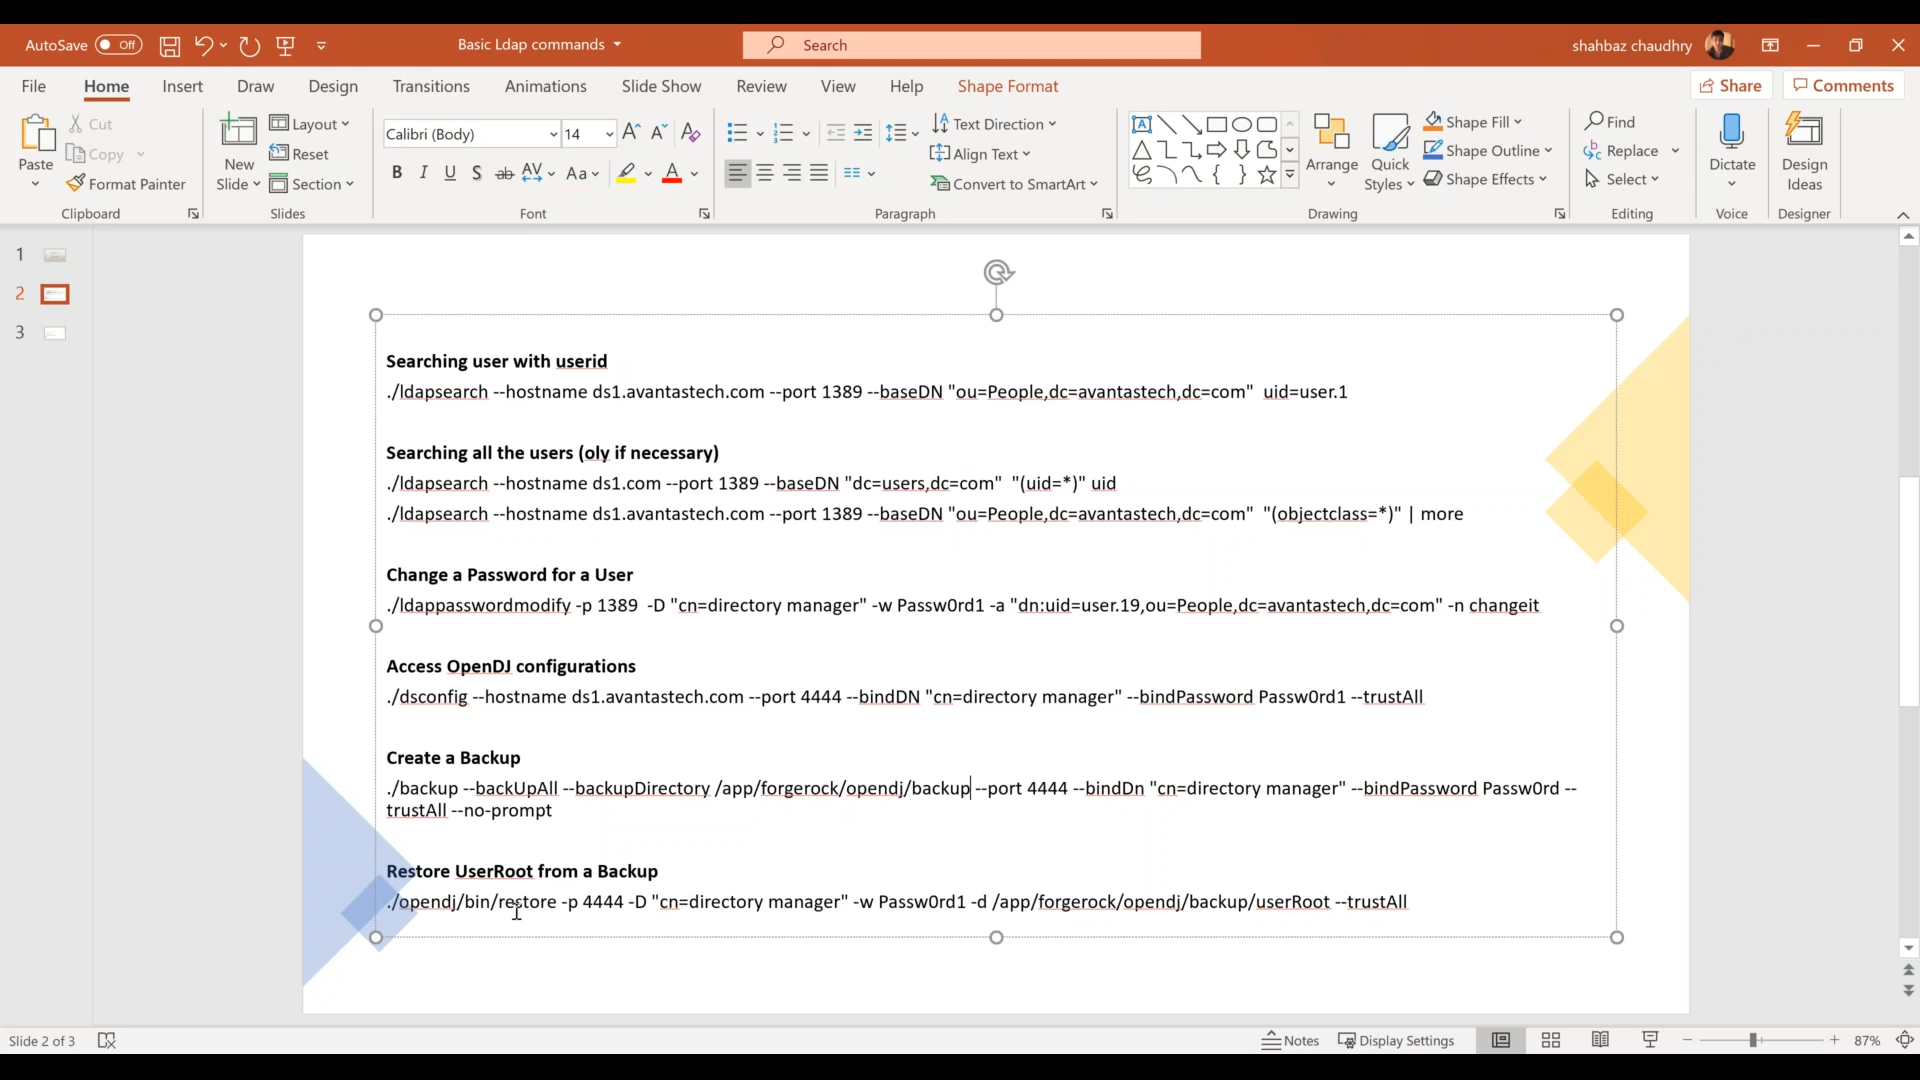 AutoSave Off Basic Ldap commands Search shahbaz chaudhry
File Home Insert Draw Design Transitions Animations Slide Show Review View Help Shape Format Share Comments
Paste Cut Copy Format Painter Clipboard
New Slide Layout Reset Section Slides
Calibri (Body) 14 B I U S ab AV Aa A Font
Text Direction Align Text Convert to SmartArt Paragraph
Arrange Quick Styles Shape Fill Shape Outline Shape Effects Drawing
Find Replace Select Editing
Dictate Voice
Design Ideas Designer
1
2
3
Searching user with userid
./ldapsearch --hostname ds1.avantastech.com --port 1389 --baseDN "ou=People,dc=avantastech,dc=com"  uid=user.1
Searching all the users (oly if necessary)
./ldapsearch --hostname ds1.com --port 1389 --baseDN "dc=users,dc=com"  "(uid=*)" uid
./ldapsearch --hostname ds1.avantastech.com --port 1389 --baseDN "ou=People,dc=avantastech,dc=com"  "(objectclass=*)" | more
Change a Password for a User
./ldappasswordmodify -p 1389  -D "cn=directory manager" -w Passw0rd1 -a "dn:uid=user.19,ou=People,dc=avantastech,dc=com" -n changeit
Access OpenDJ configurations
./dsconfig --hostname ds1.avantastech.com --port 4444 --bindDN "cn=directory manager" --bindPassword Passw0rd1 --trustAll
Create a Backup
./backup --backUpAll --backupDirectory /app/forgerock/opendj/backup --port 4444 --bindDn "cn=directory manager" --bindPassword Passw0rd --
trustAll --no-prompt
Restore UserRoot from a Backup
./opendj/bin/restore -p 4444 -D "cn=directory manager" -w Passw0rd1 -d /app/forgerock/opendj/backup/userRoot --trustAll
Slide 2 of 3 Notes Display Settings 87%